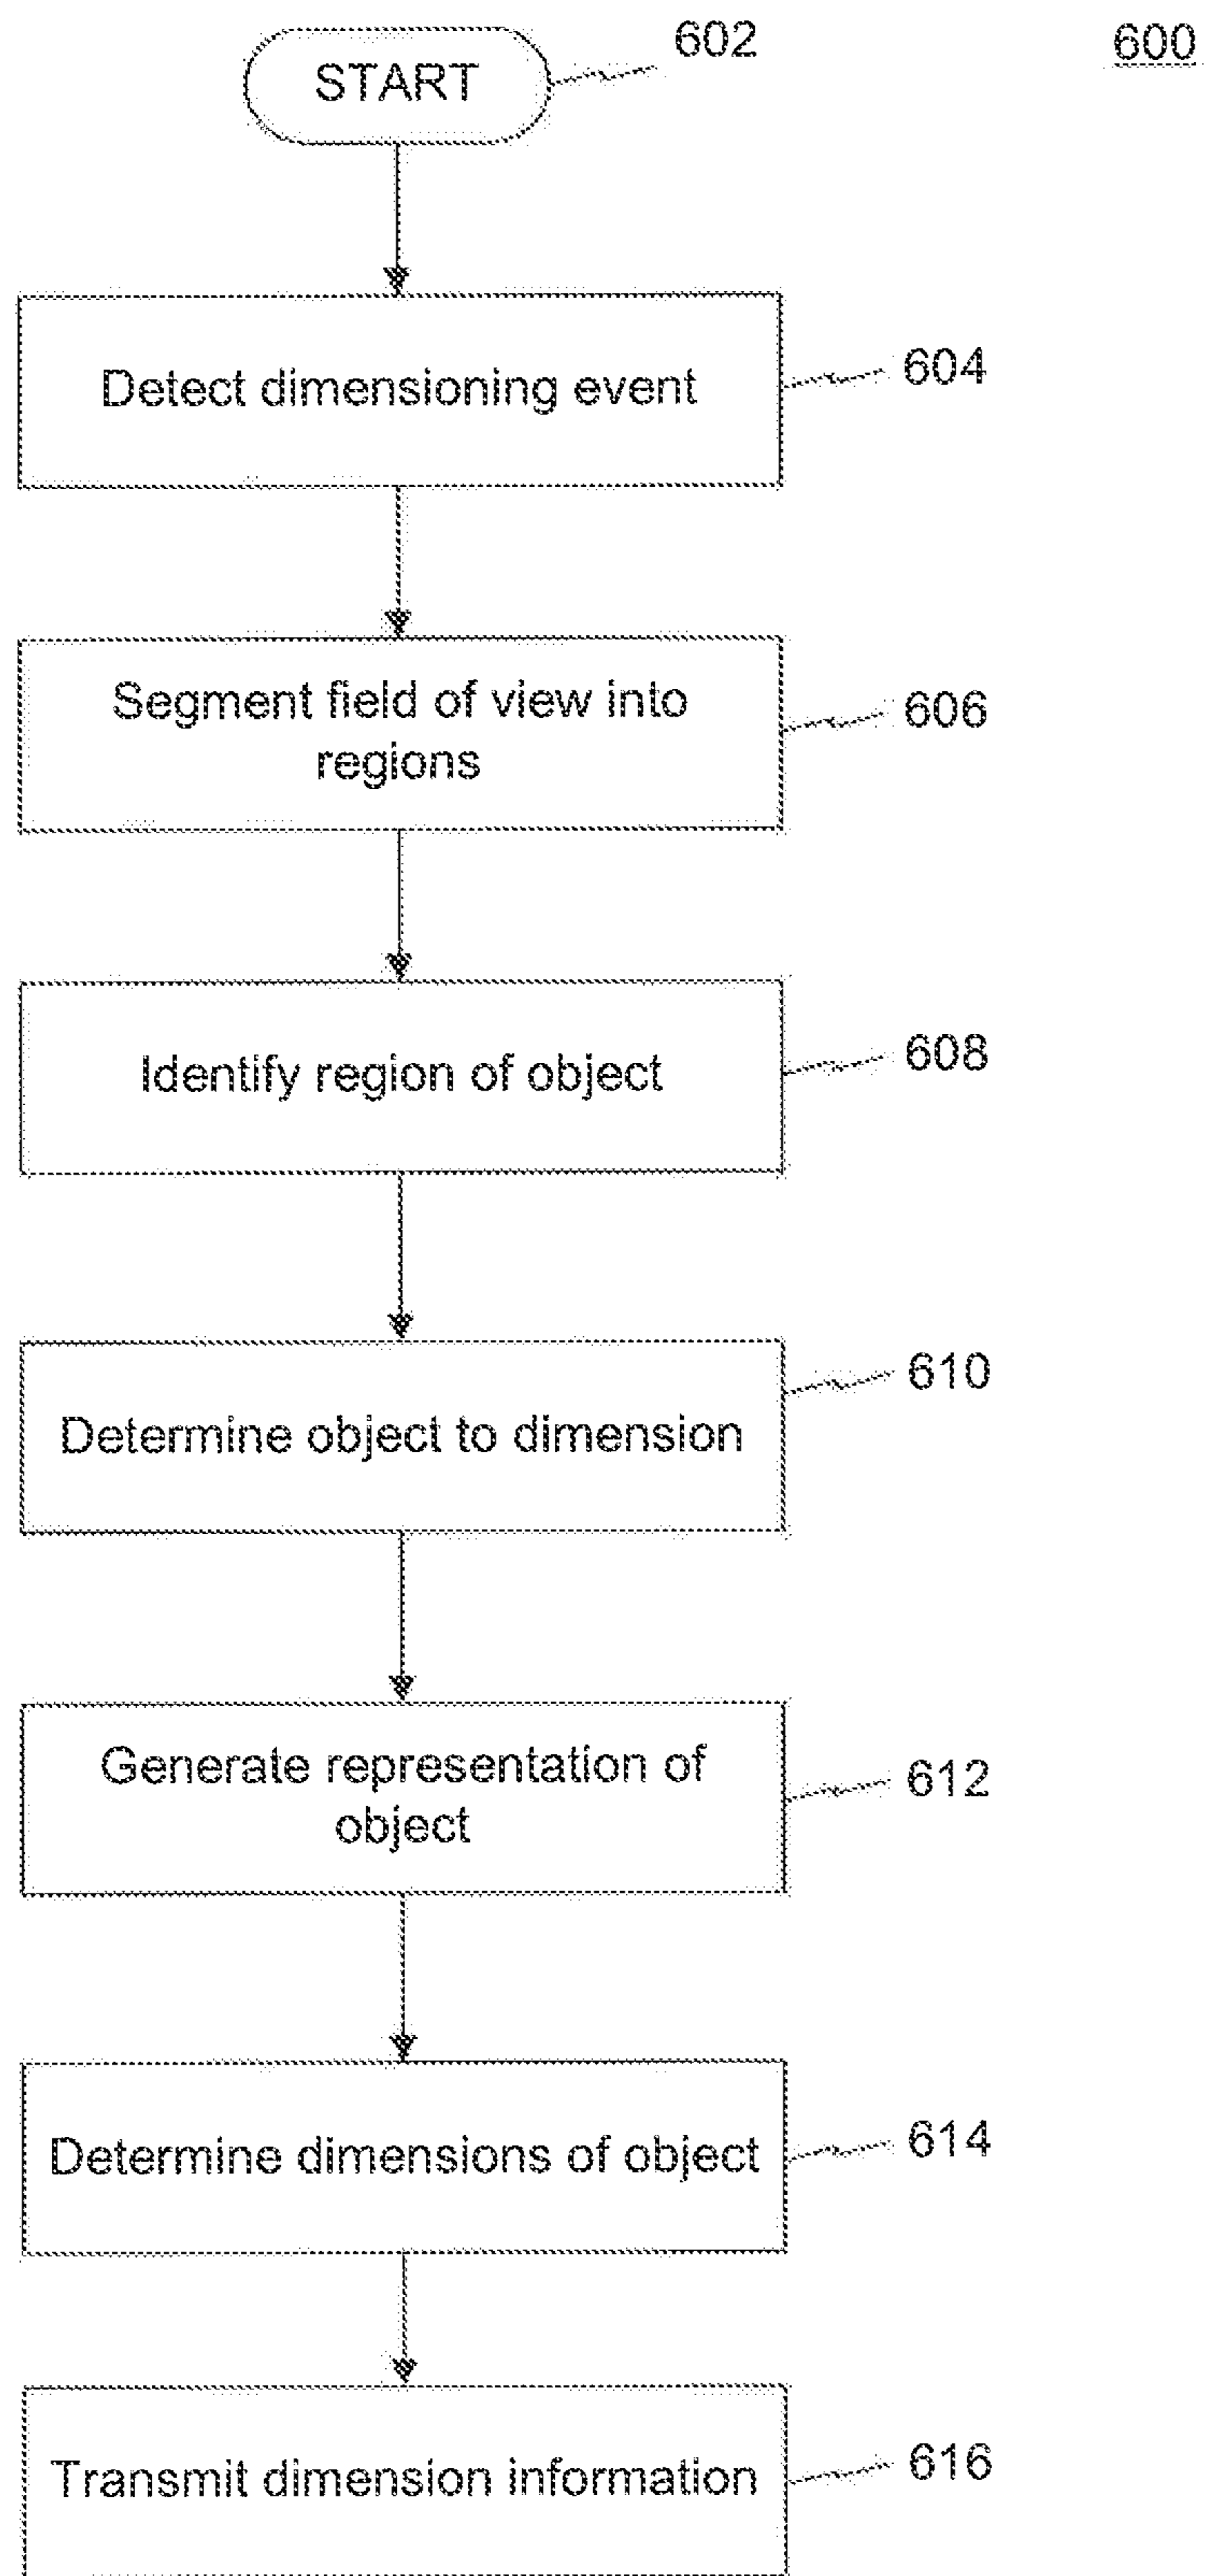 600
START
602
Detect dimensioning event
604
Segment field of view into
regions
606
Identify region of object
608
Determine object to dimension
610
Generate representation of
object
612
Determine dimensions of object
614
Transmit dimension information
616